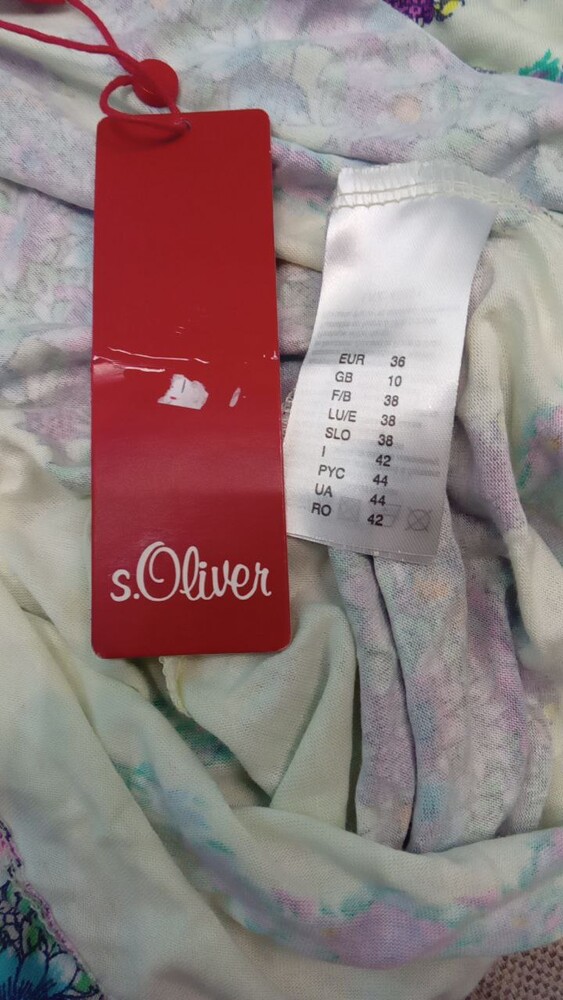 s.Oliver
EUR 36
GB 10
F/B 38
LU/E 38
SLO 38
I 42
PYC 44
UA 44
RO 42